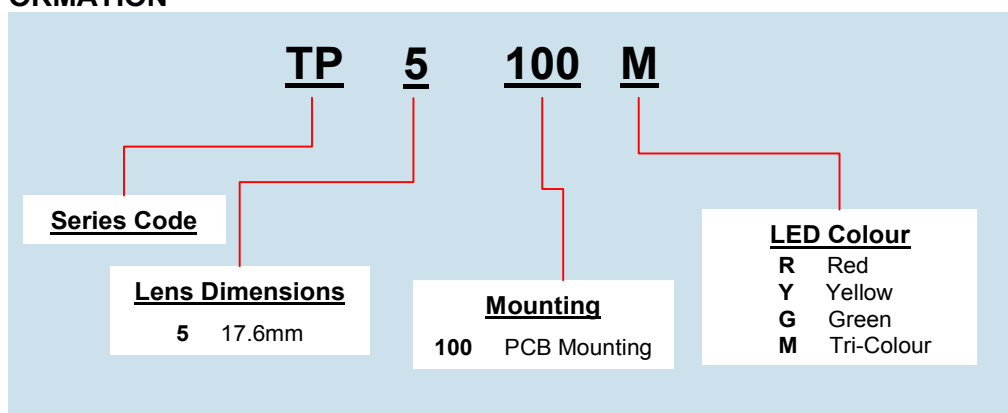 ORMATION
TP 5 100 M
Series Code
Lens Dimensions
5 17.6mm
Mounting
100 PCB Mounting
LED Colour
R Red
Y Yellow
G Green
M Tri-Colour